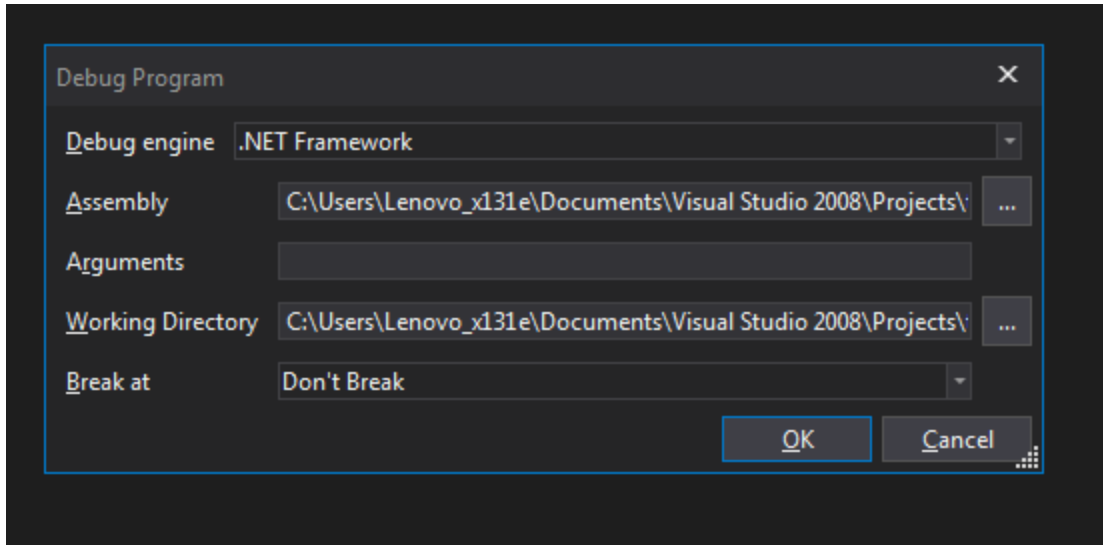 Debug Program
Debug engine .NET Framework
Assembly C:\Users\Lenovo_x131e\Documents\Visual Studio 2008\Projects\ ...
Arguments
Working Directory C:\Users\Lenovo_x131e\Documents\Visual Studio 2008\Projects\ ...
Break at Don't Break
OK Cancel